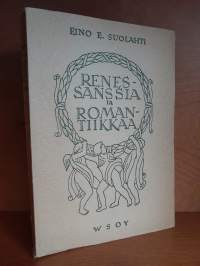 EINO E. SUOLAHTI
RENES-
SANSSIA
JA
ROMAN-
TIIKKAA
WSOY